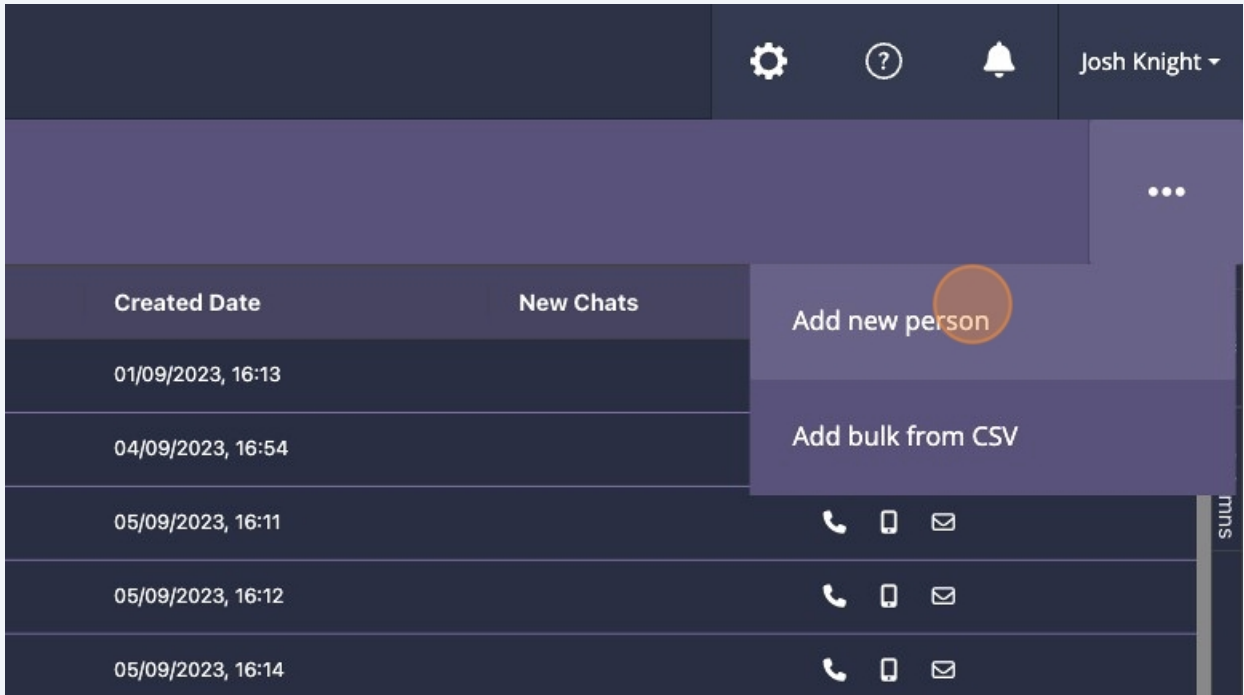 Josh Knight
Created Date New Chats
Add new person
01/09/2023, 16:13
Add bulk from CSV
04/09/2023, 16:54
05/09/2023, 16:11
mns
05/09/2023, 16:12
05/09/2023, 16:14